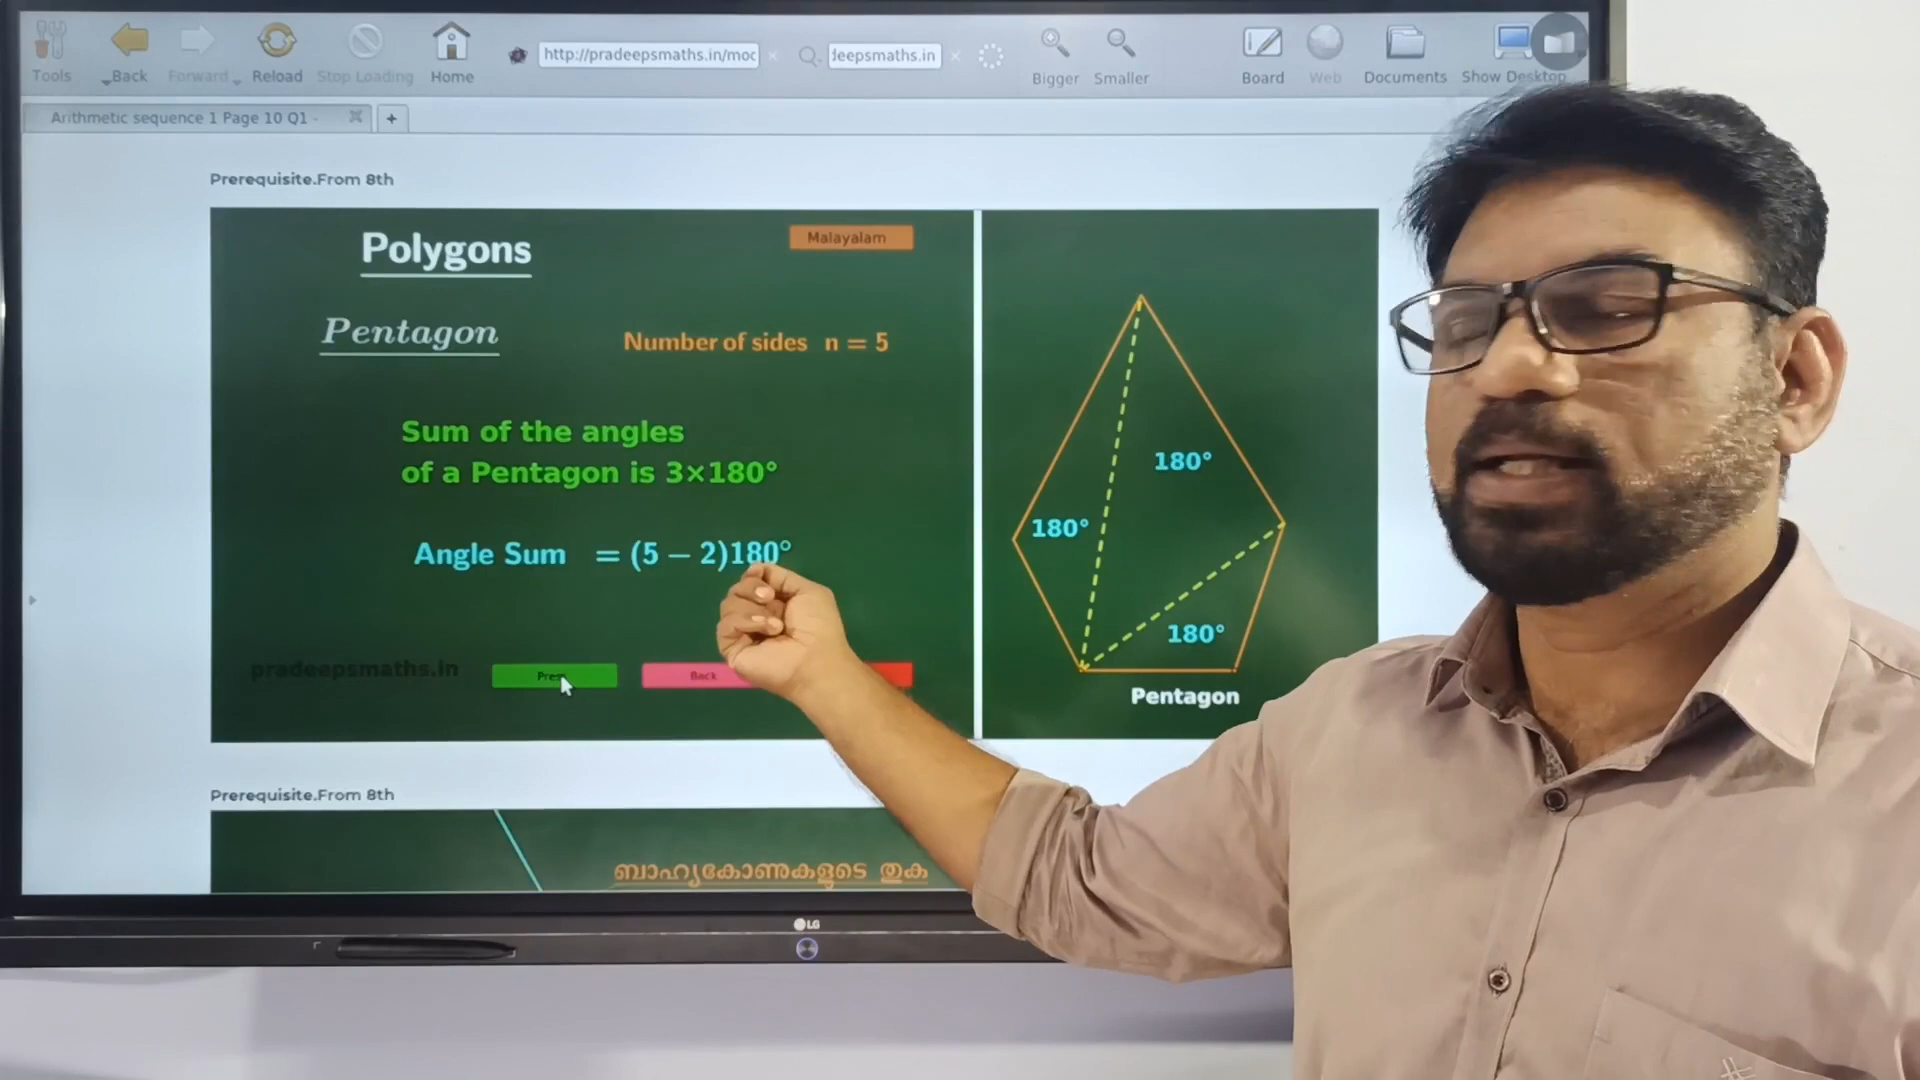 Tools
Back
Forward
Reload
Stop Loading
Home
http://pradeepsmaths.in/moc
deepsmaths.in
Bigger
Smaller
Board
Web
Documents
Show Desktop
Arithmetic sequence 1 Page 10 Q1 -
Prerequisite.From 8th
Polygons
Malayalam
Pentagon
Number of sides n = 5
Sum of the angles
of a Pentagon is 3×180°
Angle Sum = (5 − 2)180°
pradeepsmaths.in
Back
180°
180°
180°
Pentagon
Prerequisite.From 8th
ബാഹ്യകോണുകളുടെ തുക
LG